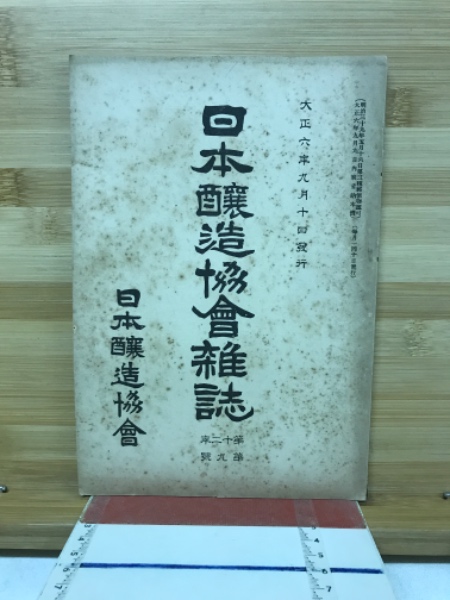 大正六年九月十日發行
日本釀造協會雜誌
第十二年
第九號
日本釀造協會